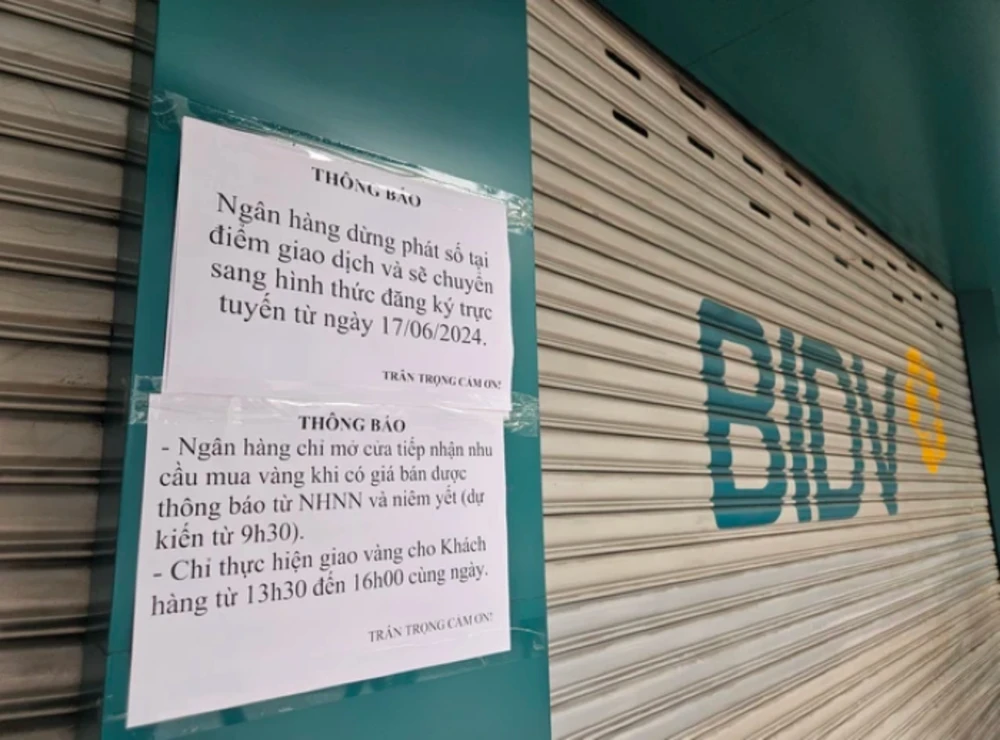 THÔNG BÁO
Ngân hàng dừng phát số tại
điểm giao dịch và sẽ chuyển
sang hình thức đăng ký trực
tuyến từ ngày 17/06/2024.
TRÂN TRỌNG CẢM ƠN!
THÔNG BÁO
- Ngân hàng chỉ mở cửa tiếp nhận nhu
cầu mua vàng khi có giá bán được
thông báo từ NHNN và niêm yết (dự
kiến từ 9h30).
- Chỉ thực hiện giao vàng cho Khách
hàng từ 13h30 đến 16h00 cùng ngày.
TRÂN TRỌNG CẢM ƠN!
BIDV